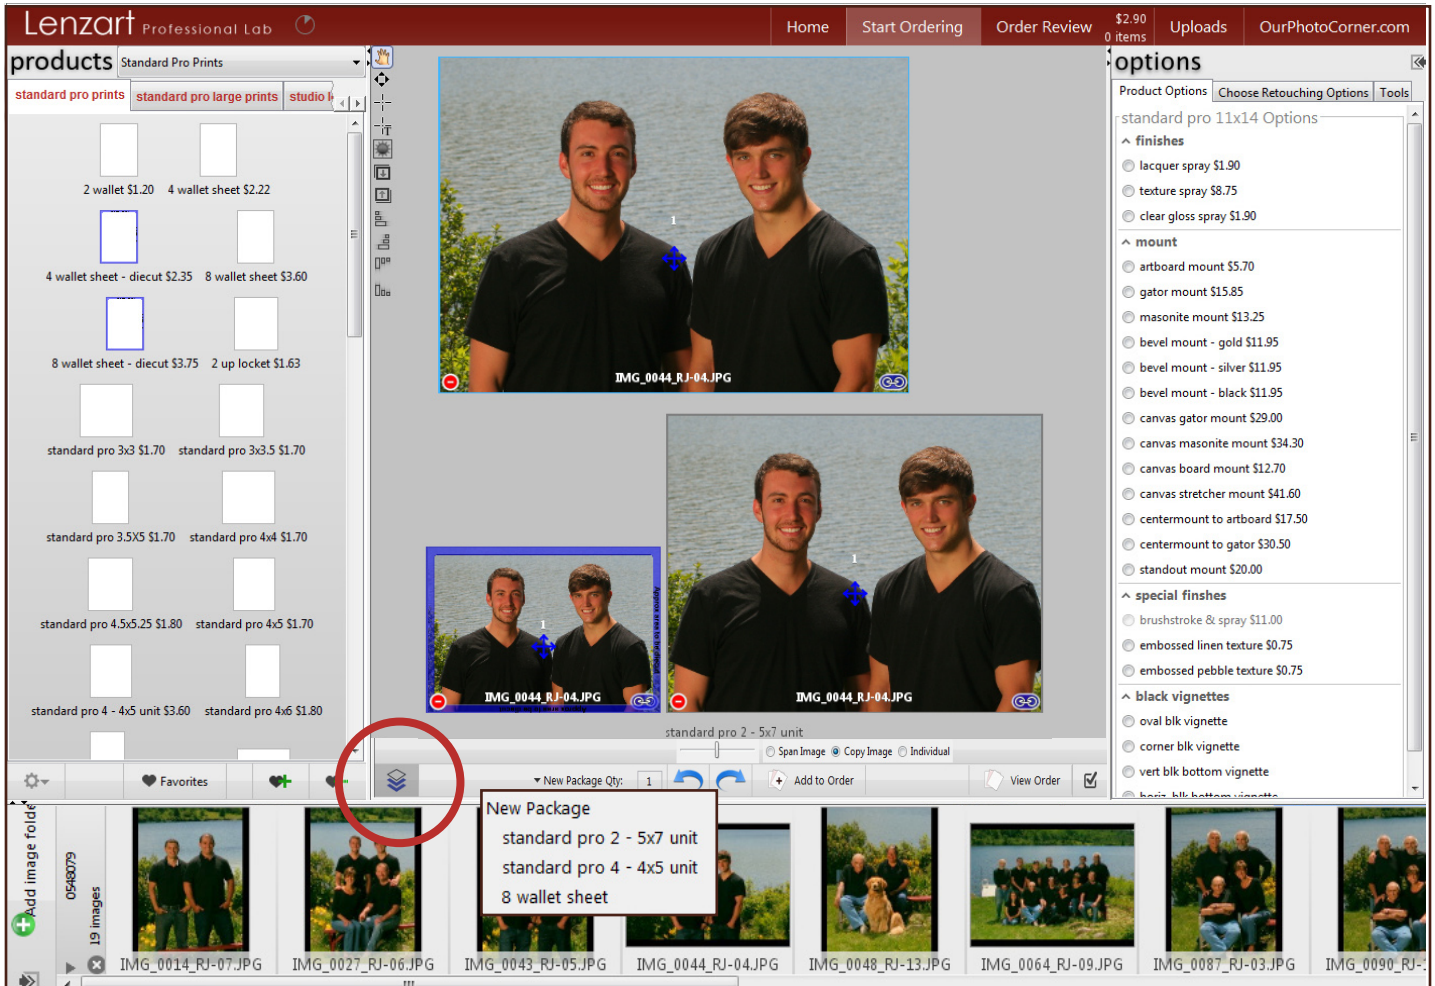 Lenzart Professional Lab
Home
Start Ordering
Order Review
$2.90
0 items
Uploads
OurPhotoCorner.com
products
Standard Pro Prints
standard pro prints
standard pro large prints
studio
2 wallet $1.20
4 wallet sheet $2.22
4 wallet sheet - diecut $2.35
8 wallet sheet $3.60
8 wallet sheet - diecut $3.75
2 up locket $1.63
standard pro 3x3 $1.70
standard pro 3x3.5 $1.70
standard pro 3.5X5 $1.70
standard pro 4x4 $1.70
standard pro 4.5x5.25 $1.80
standard pro 4x5 $1.70
standard pro 4 - 4x5 unit $3.60
standard pro 4x6 $1.80
Favorites
T
1
IMG_0044_RJ-04.JPG
1
IMG_0044_RJ-04.JPG
1
IMG_0044_RJ-04.JPG
standard pro 2 - 5x7 unit
Span Image
Copy Image
Individual
New Package Qty:
1
Add to Order
View Order
New Package
standard pro 2 - 5x7 unit
standard pro 4 - 4x5 unit
8 wallet sheet
options
Product Options
Choose Retouching Options
Tools
standard pro 11x14 Options
finishes
lacquer spray $1.90
texture spray $8.75
clear gloss spray $1.90
mount
artboard mount $5.70
gator mount $15.85
masonite mount $13.25
bevel mount - gold $11.95
bevel mount - silver $11.95
bevel mount - black $11.95
canvas gator mount $29.00
canvas masonite mount $34.30
canvas board mount $12.70
canvas stretcher mount $41.60
centermount to artboard $17.50
centermount to gator $30.50
standout mount $20.00
special finshes
brushstroke & spray $11.00
embossed linen texture $0.75
embossed pebble texture $0.75
black vignettes
oval blk vignette
corner blk vignette
vert blk bottom vignette
horiz blk bottom vignette
Add image folde
0548079
19 images
IMG_0014_RJ-07.JPG
IMG_0027_RJ-06.JPG
IMG_0043_RJ-05.JPG
IMG_0044_RJ-04.JPG
IMG_0048_RJ-13.JPG
IMG_0064_RJ-09.JPG
IMG_0087_RJ-03.JPG
IMG_0090_RJ-